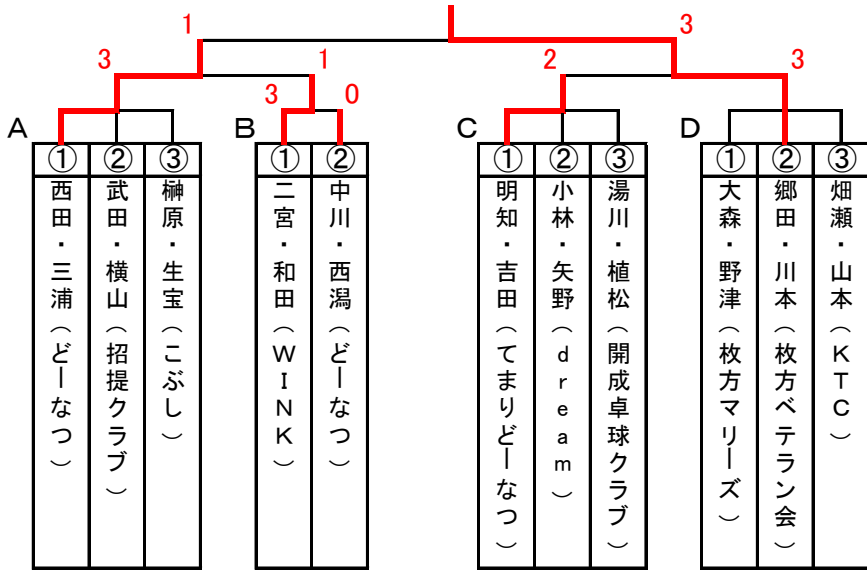 1
3
3
1
2
3
3
0
A
B
C
D
①
②
③
①
②
①
②
③
①
②
③
西田・三浦(どーなつ)
武田・横山(招提クラブ)
榊原・生宝(こぶし)
二宮・和田(WINK)
中川・西潟(どーなつ)
明知・吉田(てまりどーなつ)
小林・矢野(dream)
湯川・植松(開成卓球クラブ)
大森・野津(枚方マリーズ)
郷田・川本(枚方ベテラン会)
畑瀬・山本(KTC)